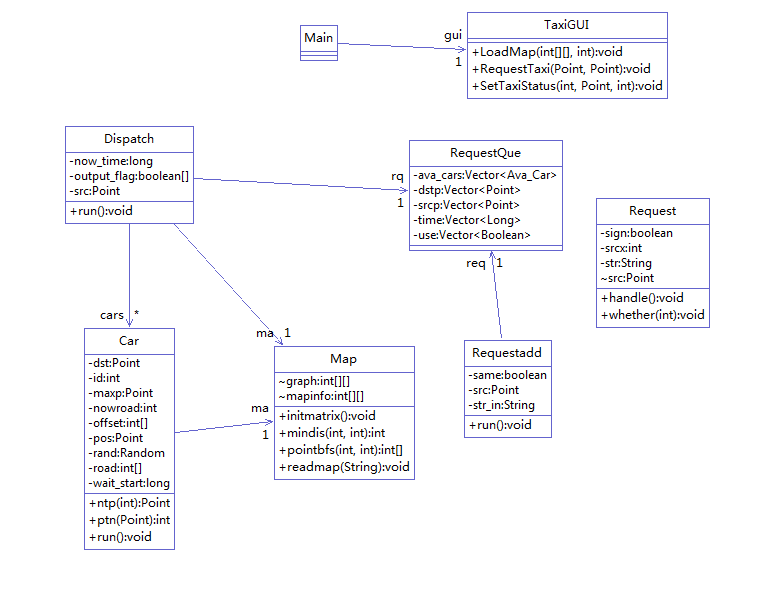 Main
gui
1
TaxiGUI
+LoadMap(int[][], int):void
+RequestTaxi(Point, Point):void
+SetTaxiStatus(int, Point, int):void
Dispatch
-now_time:long
-output_flag:boolean[]
-src:Point
+run():void
rq
1
RequestQue
-ava_cars:Vector<Ava_Car>
-dstp:Vector<Point>
-srcp:Vector<Point>
-time:Vector<Long>
-use:Vector<Boolean>
Request
-sign:boolean
-srcx:int
-str:String
~src:Point
+handle():void
+whether(int):void
req 1
cars *
ma 1
Car
-dst:Point
-id:int
-maxp:Point
-nowroad:int
-offset:int[]
-pos:Point
-rand:Random
-road:int[]
-wait_start:long
+ntp(int):Point
+ptn(Point):int
+run():void
ma
1
Map
~graph:int[][]
~mapinfo:int[][]
+initmatrix():void
+mindis(int, int):int
+pointbfs(int, int):int[]
+readmap(String):void
Requestadd
-same:boolean
-src:Point
-str_in:String
+run():void